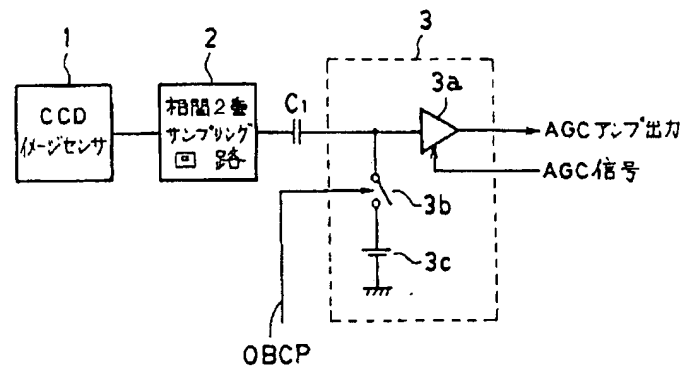 1
2
3
CCD
イメージセンサ
相関2重
サンプリング
回路
C1
3a
AGCアンプ出力
AGC信号
3b
3c
OBCP